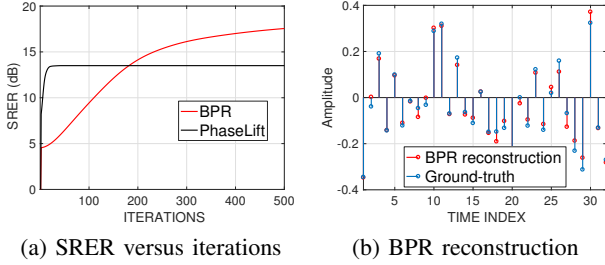 20
15
10
5
0
SRER (dB)
BPR
PhaseLift
100 200 300 400 500
ITERATIONS
(a) SRER versus iterations
0.4
0.2
0
-0.2
-0.4
Amplitude
BPR reconstruction
Ground-truth
5 10 15 20 25 30
TIME INDEX
(b) BPR reconstruction